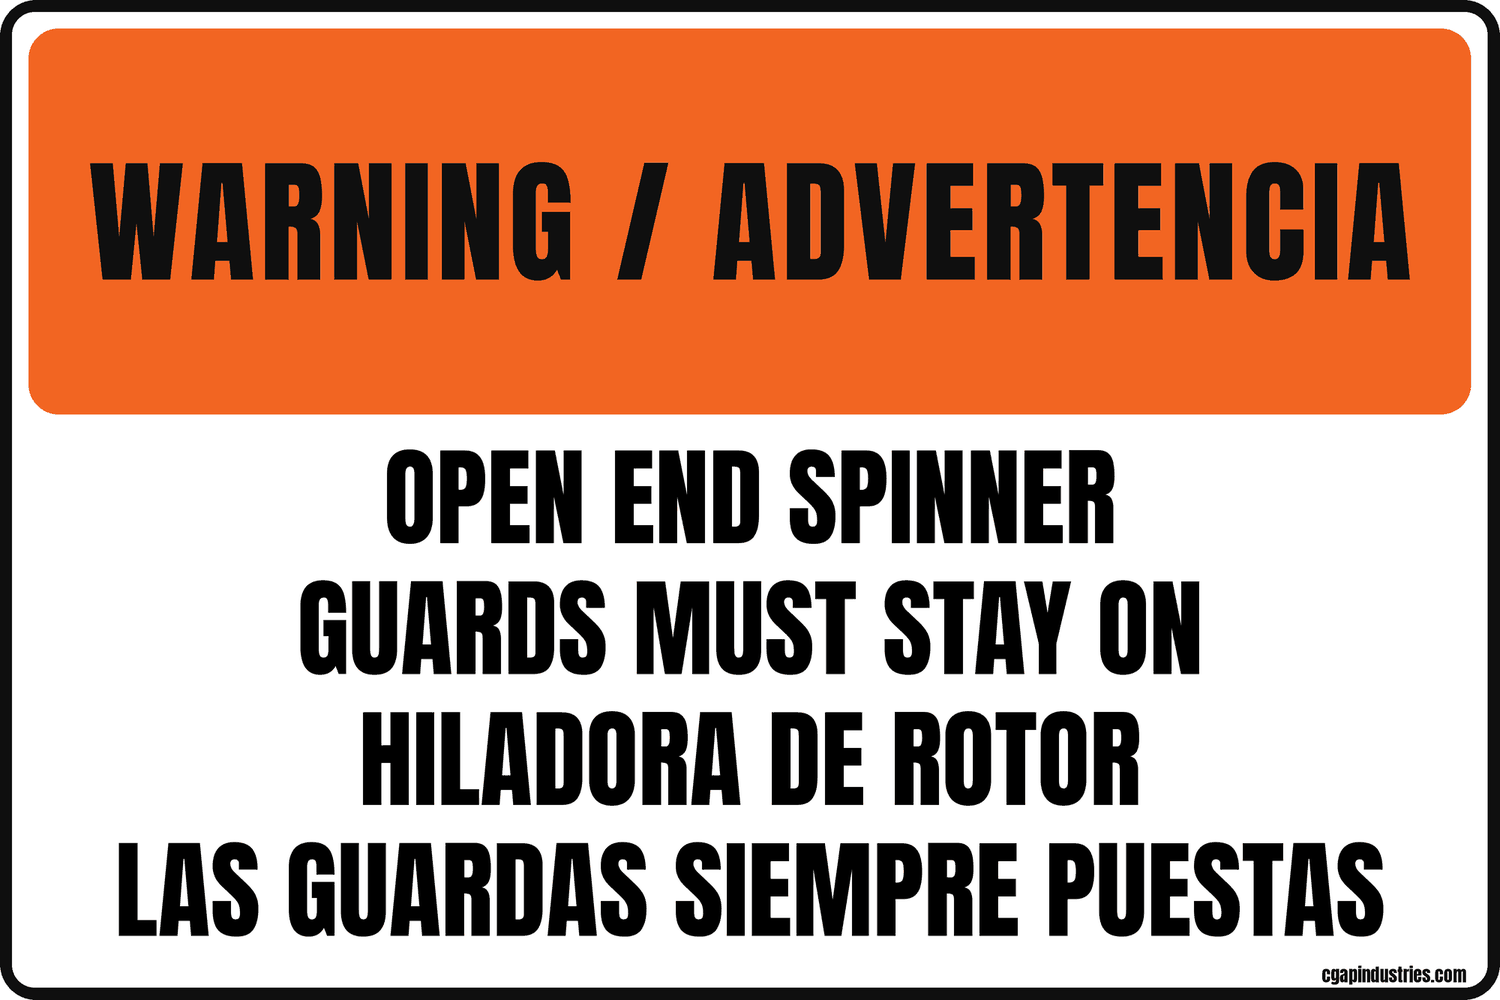 WARNING / ADVERTENCIA
OPEN END SPINNER
GUARDS MUST STAY ON
HILADORA DE ROTOR
LAS GUARDAS SIEMPRE PUESTAS
cgapindustries.com